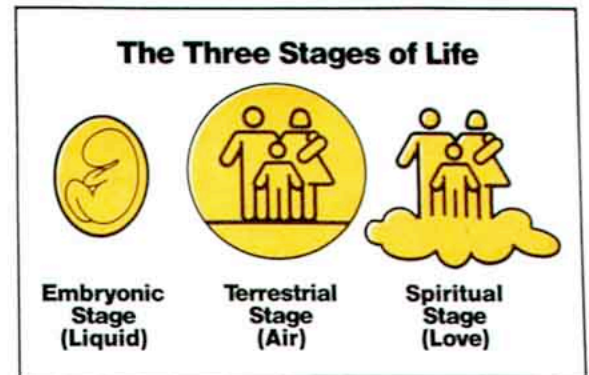 The Three Stages of Life
Embryonic
Stage
(Liquid)
Terrestrial
Stage
(Air)
Spiritual
Stage
(Love)